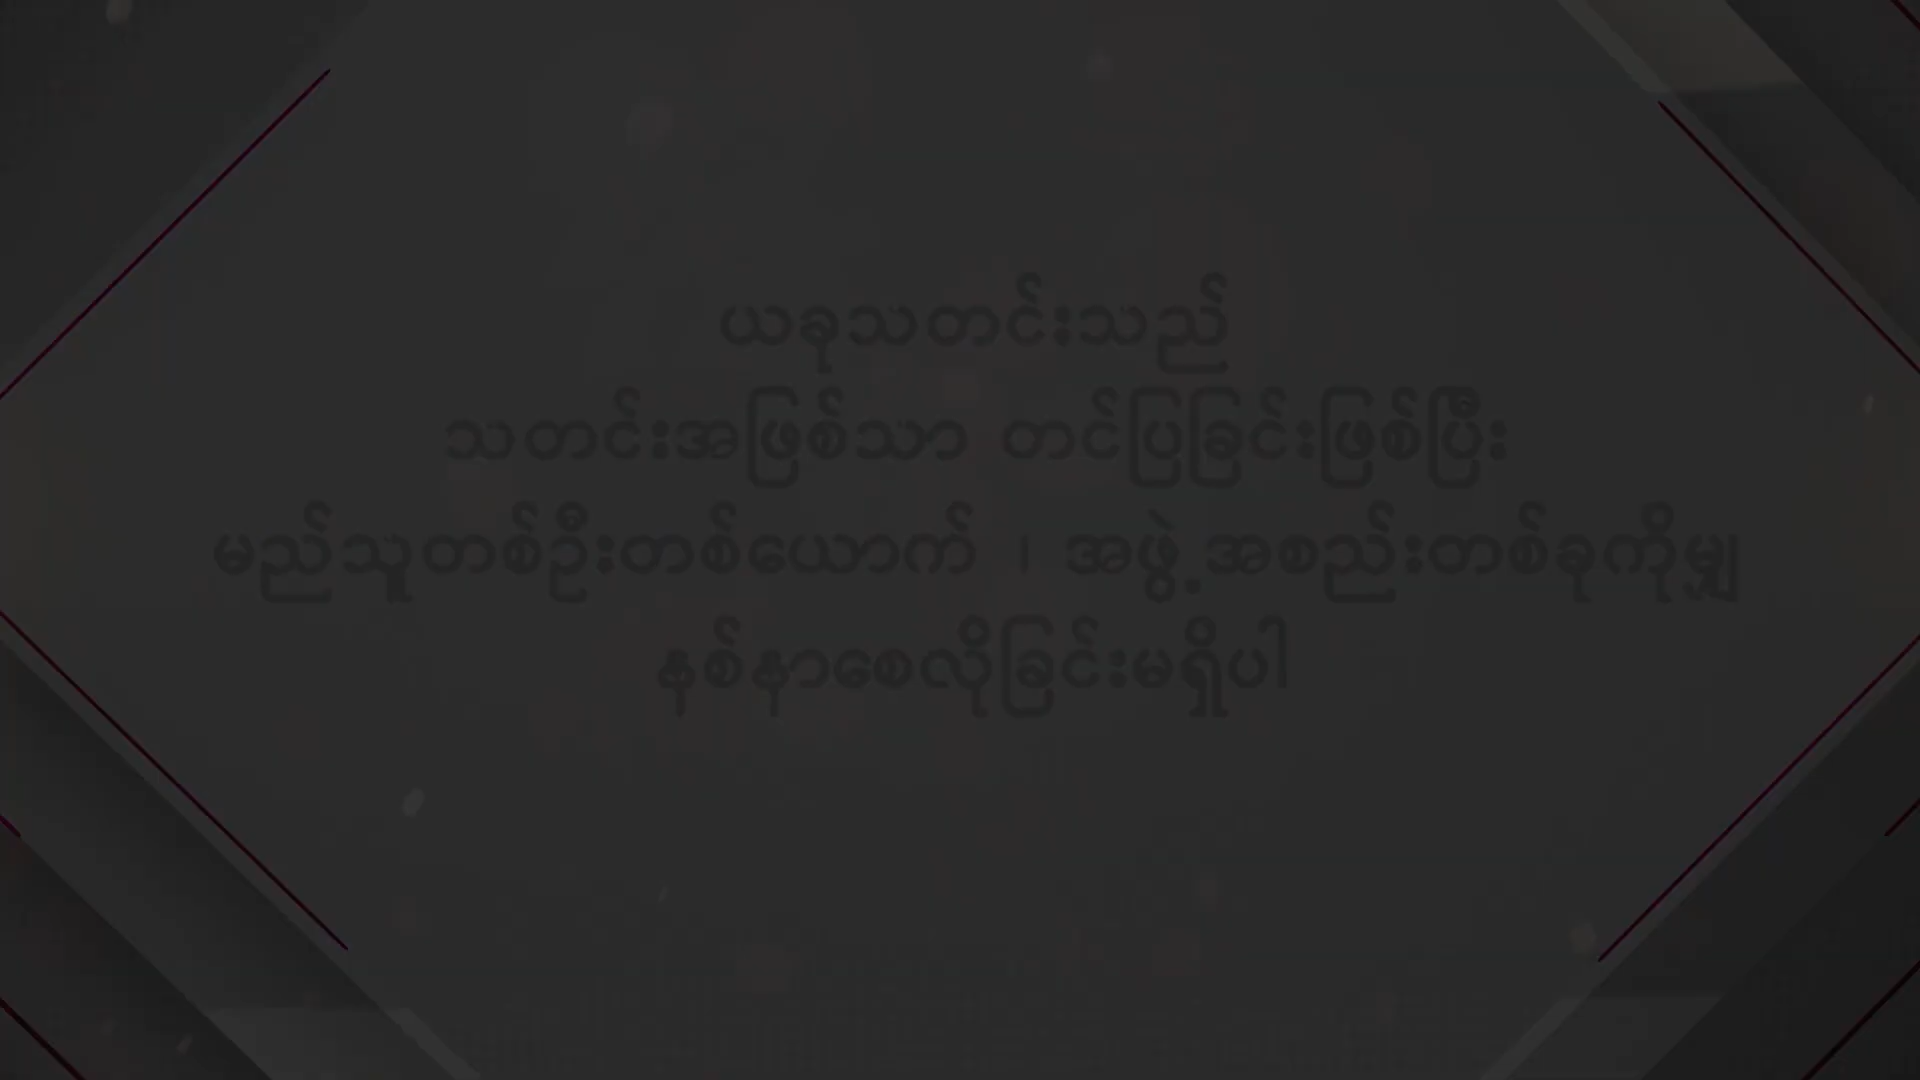 ယခုသတင်းသည်
သတင်းအဖြစ်သာ တင်ပြခြင်းဖြစ်ပြီး
မည်သူတစ်ဦးတစ်ယောက် ၊ အဖွဲ့အစည်းတစ်ခုကိုမျှ
နစ်နာစေလိုခြင်းမရှိပါ